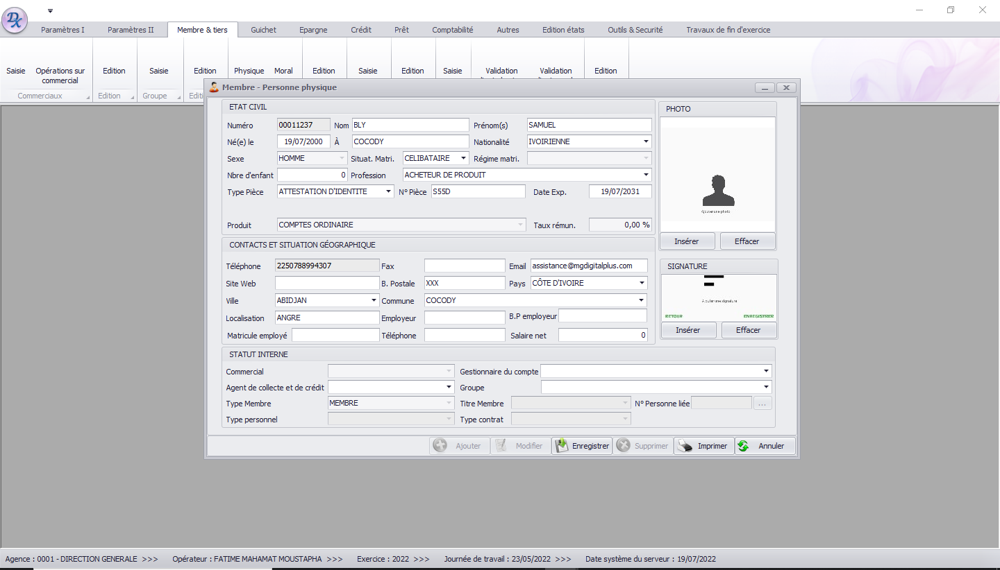 DX
Paramètres I Paramètres II Membre & tiers Guichet Epargne Crédit Prêt Comptabilité Autres Edition états Outils & Securité Travaux de fin d'exercice
Saisie Opérations sur commercial Edition Saisie Edition Physique Moral Edition Saisie Edition Saisie Validation Validation Edition
Commerciaux Edition Groupe
Membre - Personne physique
ETAT CIVIL
Numéro 00011237 Nom BLY Prénom(s) SAMUEL
Né(e) le 19/07/2000 À COCODY Nationalité IVOIRIENNE
Sexe HOMME Situat. Matri. CELIBATAIRE Régime matri.
Nbre d'enfant 0 Profession ACHETEUR DE PRODUIT
Type Pièce ATTESTATION D'IDENTITE N° Pièce S55D Date Exp. 19/07/2031
Produit COMPTES ORDINAIRE Taux rémun. 0,00 %
PHOTO
Ajouter une photo
Insérer Effacer
CONTACTS ET SITUATION GÉOGRAPHIQUE
Téléphone 2250788994307 Fax Email assistance@mgdigitalplus.com
Site Web B. Postale XXX Pays CÔTE D'IVOIRE
Ville ABIDJAN Commune COCODY
Localisation ANGRE Employeur B.P employeur
Matricule employé Téléphone Salaire net 0
SIGNATURE
Ajouter une signature
RETOUR ENREGISTRER
Insérer Effacer
STATUT INTERNE
Commercial Gestionnaire du compte
Agent de collecte et de crédit Groupe
Type Membre MEMBRE Titre Membre N° Personne liée ...
Type personnel Type contrat
Ajouter Modifier Enregistrer Supprimer Imprimer Annuler
Agence : 0001 - DIRECTION GENERALE >>> Opérateur : FATIME MAHAMAT MOUSTAPHA >>> Exercice : 2022 >>> Journée de travail : 23/05/2022 >>> Date système du serveur : 19/07/2022